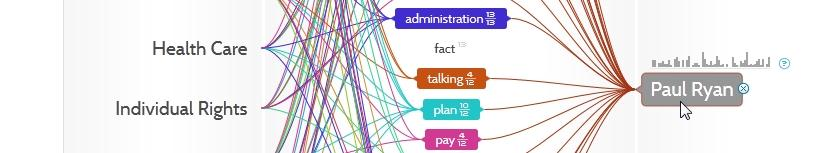 administration 13/13
Health Care
fact 13
talking 4/12
Paul Ryan
Individual Rights
plan 10/12
pay 4/12
?